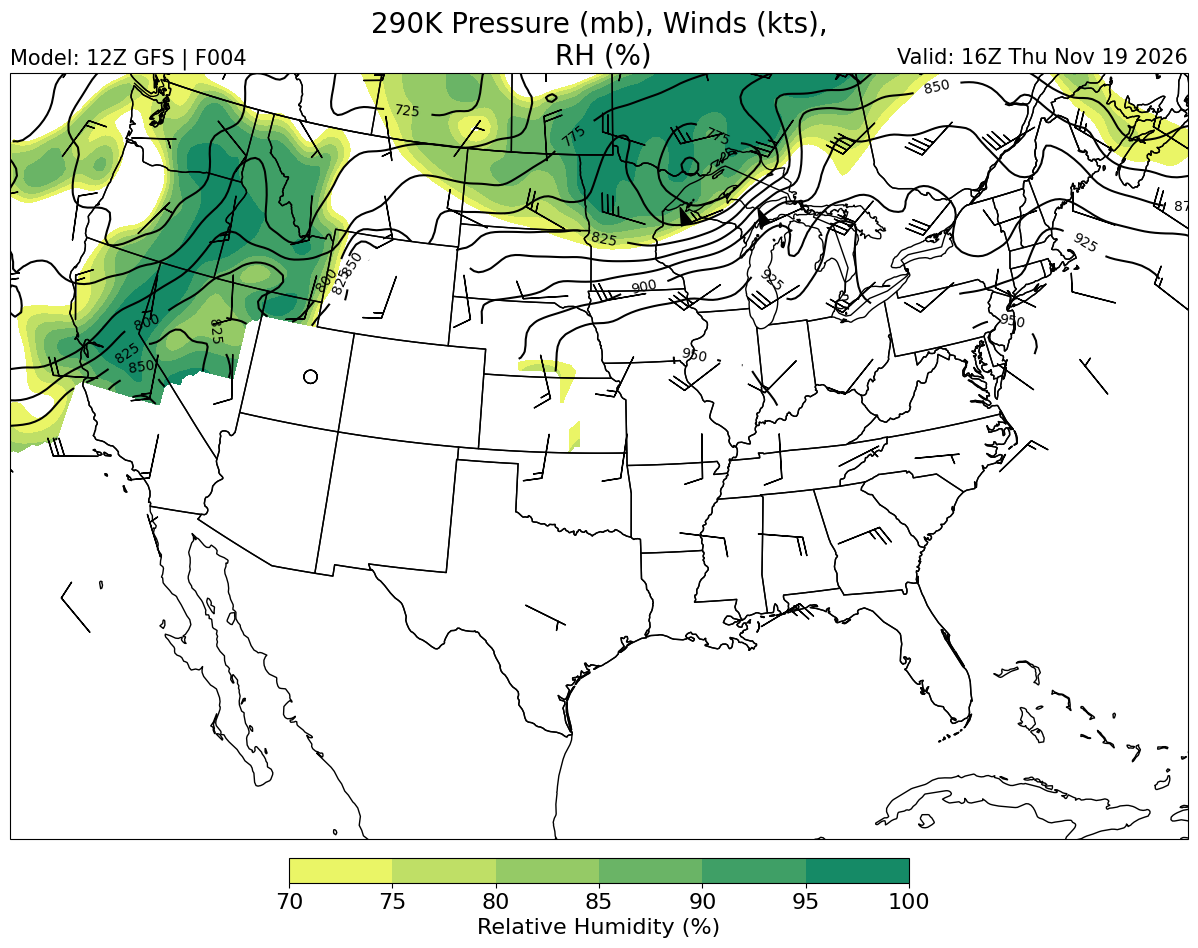 290K Pressure (mb), Winds (kts),
RH (%)
Model: 12Z GFS | F004
Valid: 16Z Thu Nov 19 2026
725
775
775
850
825
900
925
925
950
950
800
825
850
800
825
850
825
70 75 80 85 90 95 100
Relative Humidity (%)